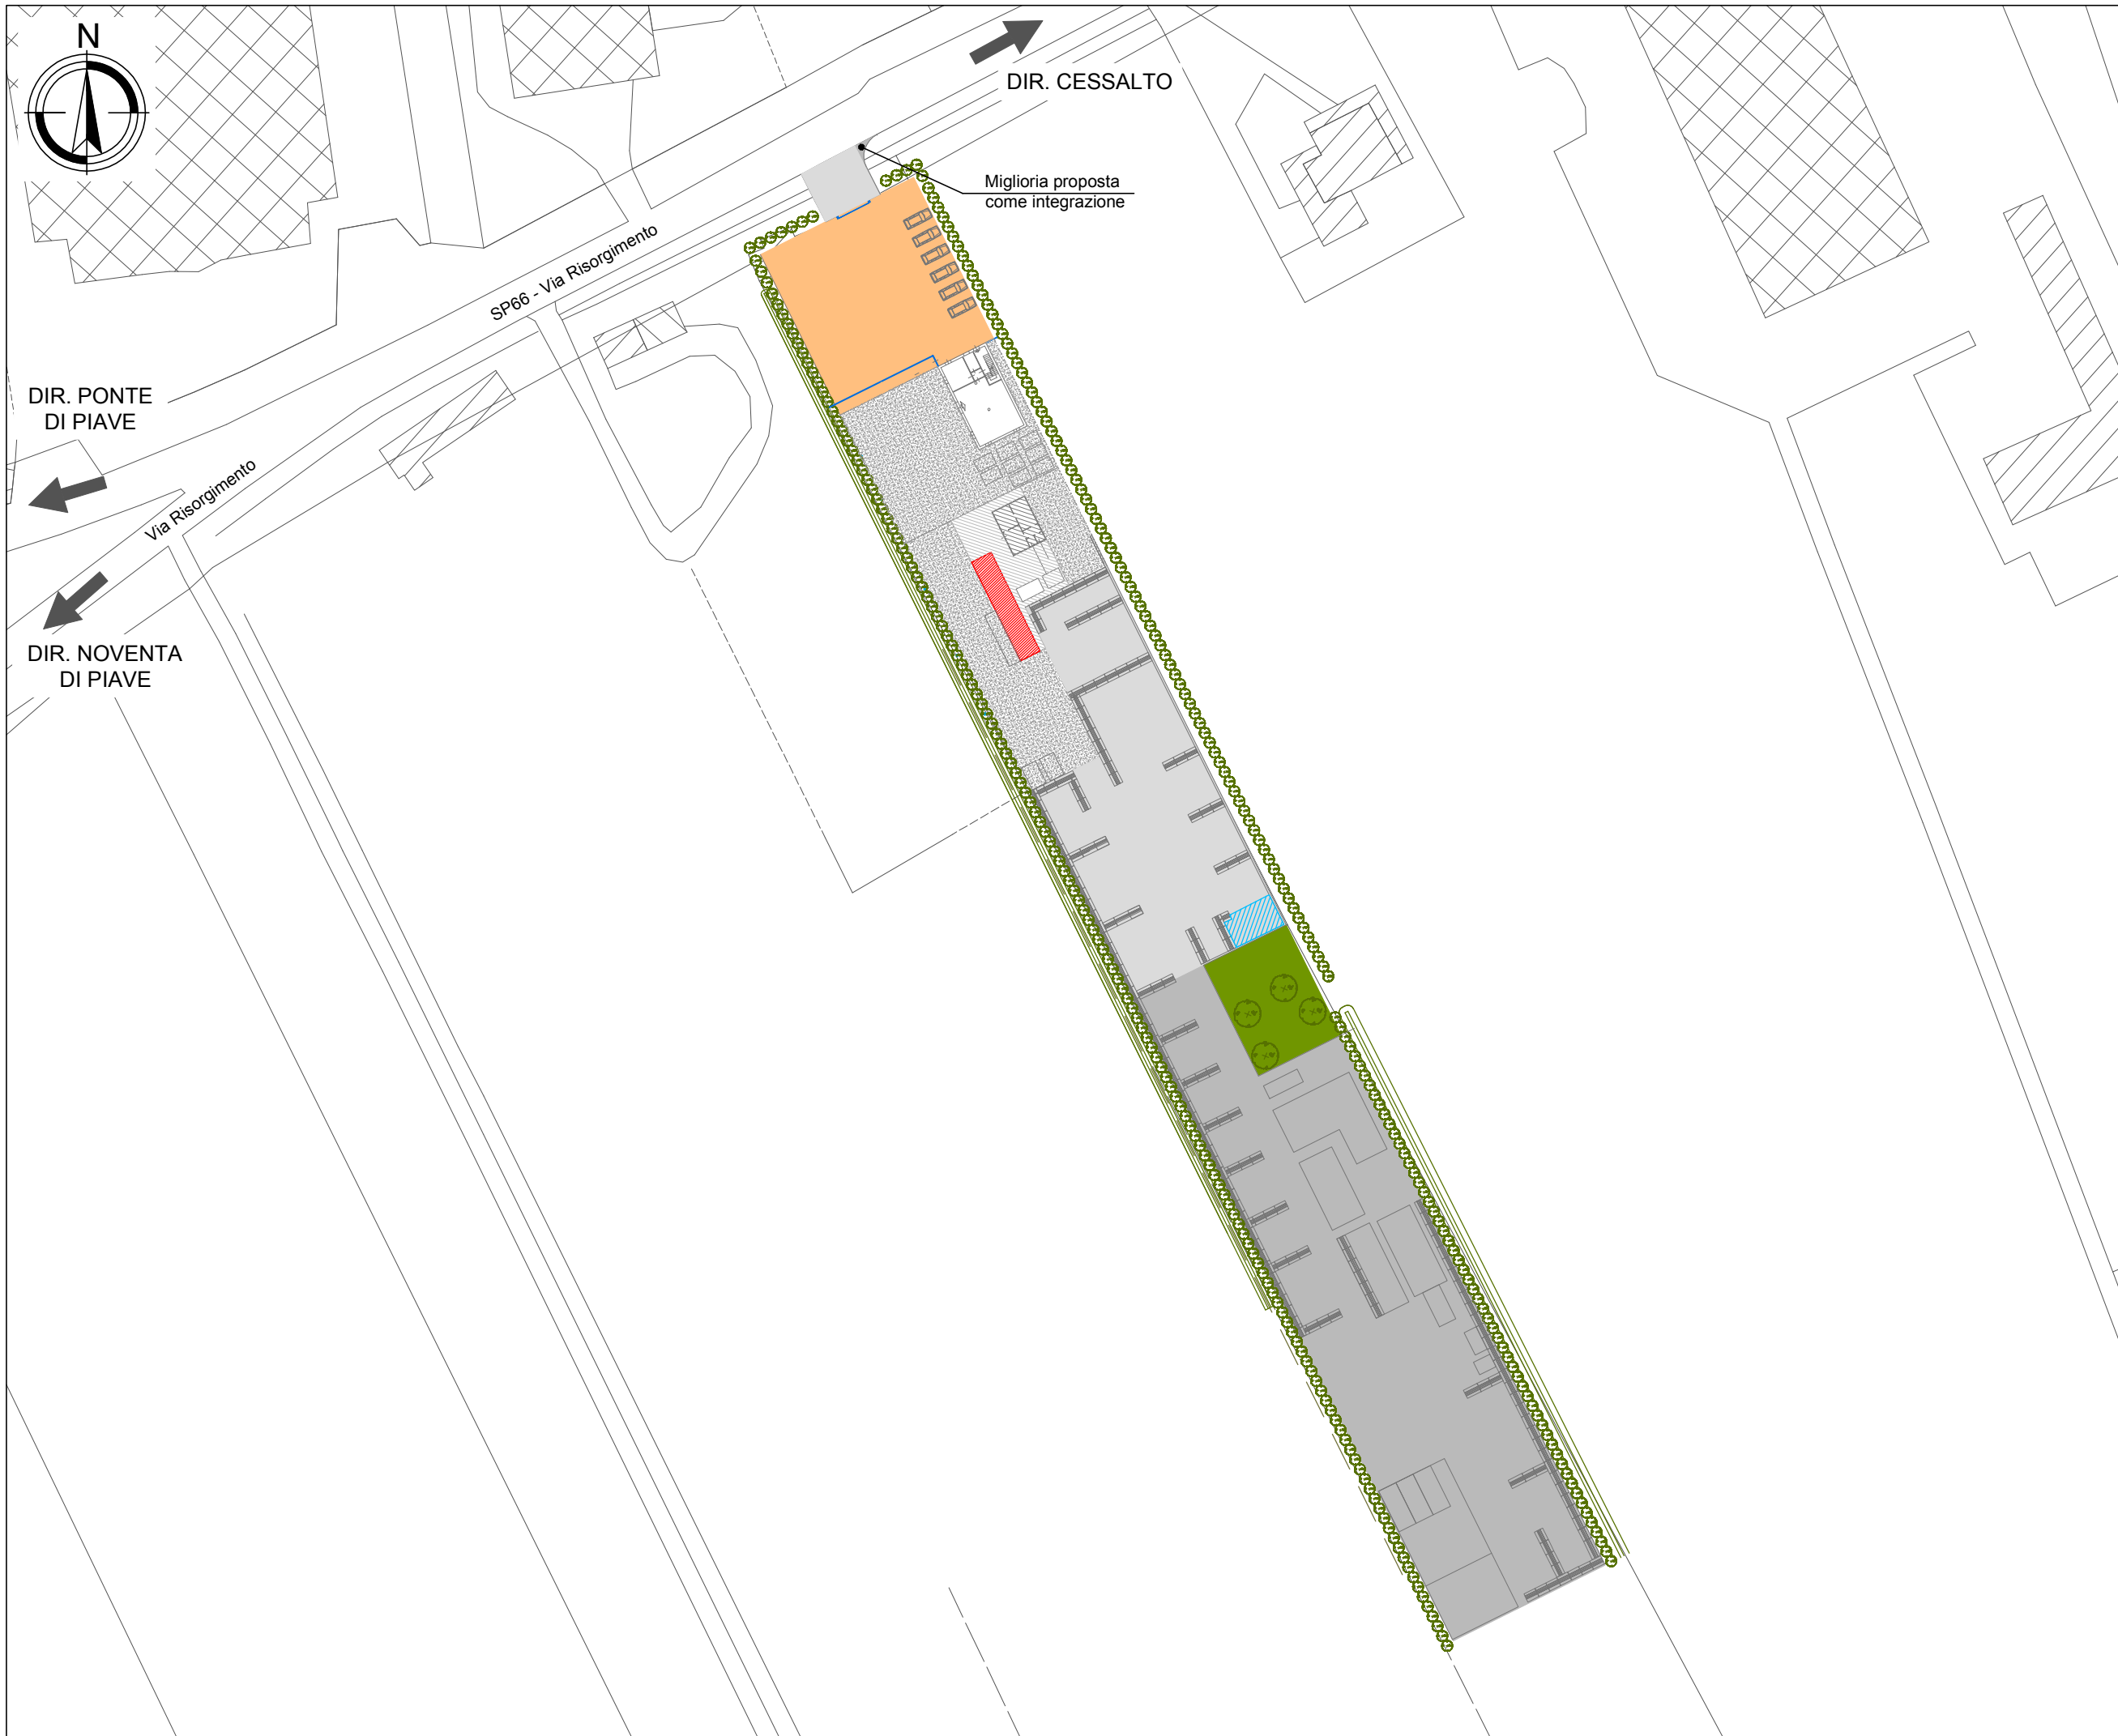 N
DIR. CESSALTO
Miglioria proposta
come integrazione
SP66 - Via Risorgimento
DIR. PONTE
DI PIAVE
Via Risorgimento
DIR. NOVENTA
DI PIAVE